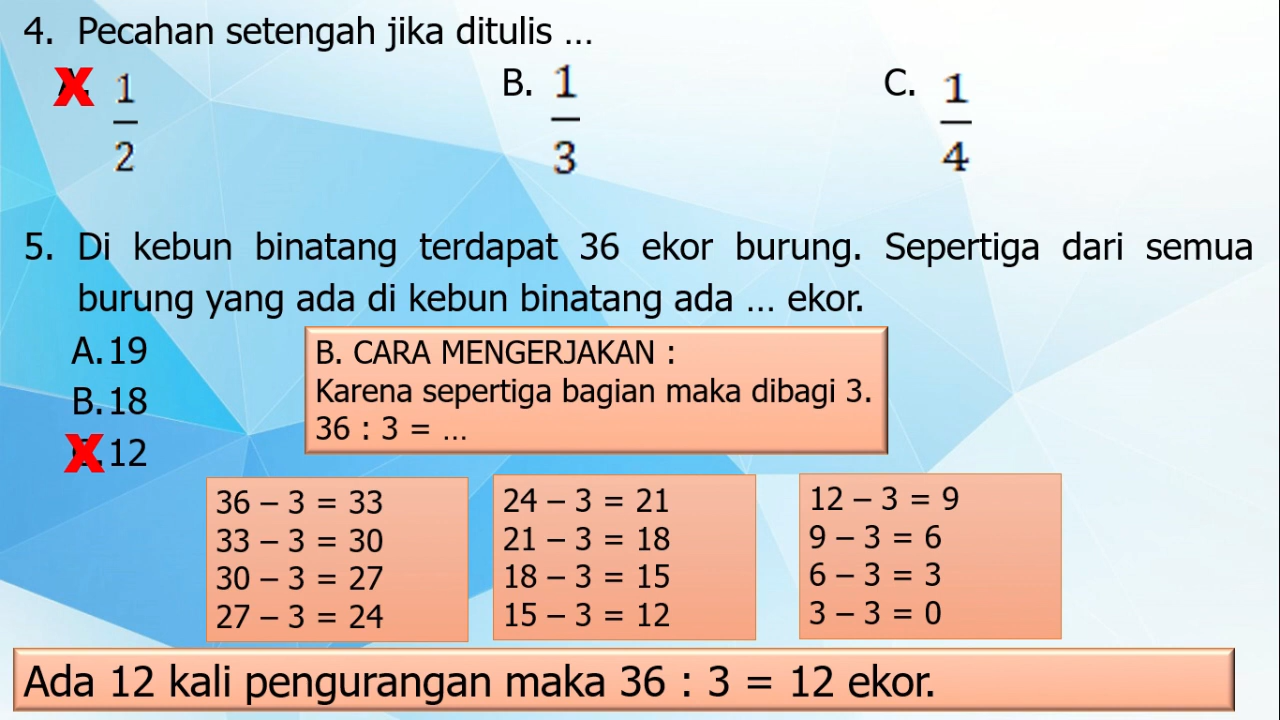 4. Pecahan setengah jika ditulis ...
X 1/2 B. 1/3 C. 1/4
5. Di kebun binatang terdapat 36 ekor burung. Sepertiga dari semua
burung yang ada di kebun binatang ada ... ekor.
A. 19
B. 18
X 12
B. CARA MENGERJAKAN :
Karena sepertiga bagian maka dibagi 3.
36 : 3 = ...
36 – 3 = 33
33 – 3 = 30
30 – 3 = 27
27 – 3 = 24
24 – 3 = 21
21 – 3 = 18
18 – 3 = 15
15 – 3 = 12
12 – 3 = 9
9 – 3 = 6
6 – 3 = 3
3 – 3 = 0
Ada 12 kali pengurangan maka 36 : 3 = 12 ekor.